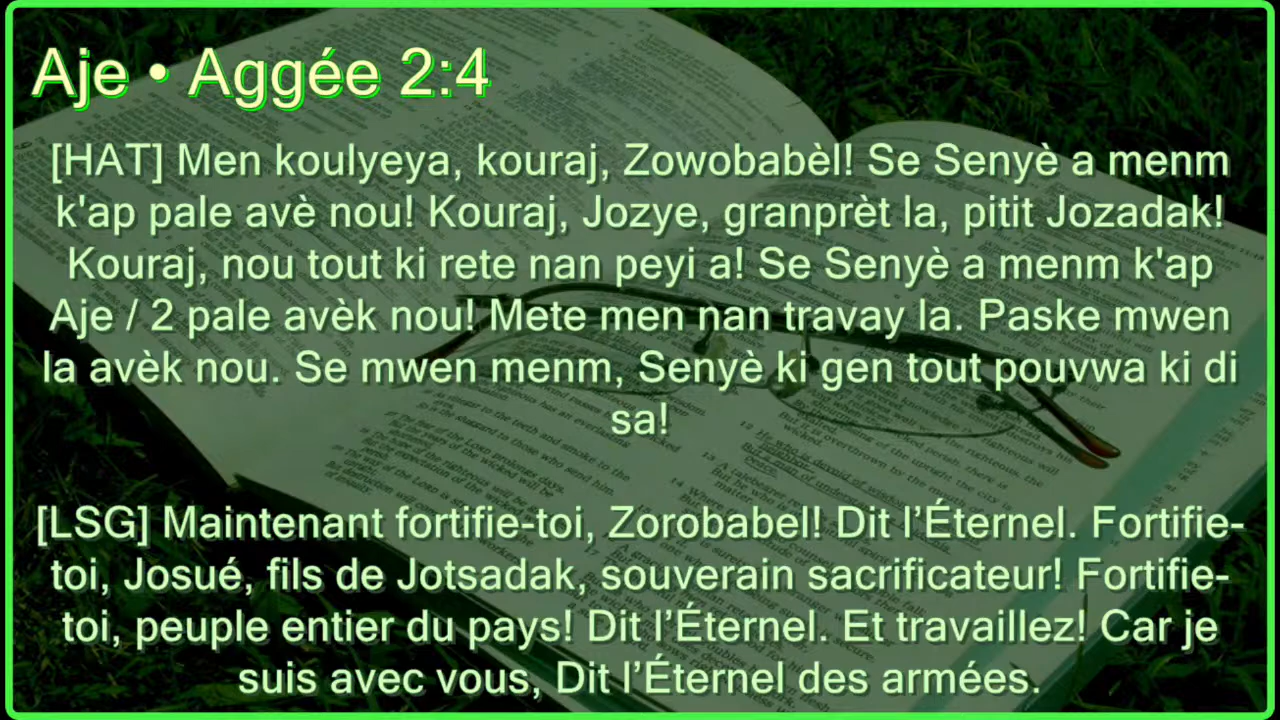 Aje • Aggée 2:4
[HAT] Men koulyeya, kouraj, Zowobabèl! Se Senyè a menm
k'ap pale avè nou! Kouraj, Jozye, granprèt la, pitit Jozadak!
Kouraj, nou tout ki rete nan peyi a! Se Senyè a menm k'ap
Aje / 2 pale avèk nou! Mete men nan travay la. Paske mwen
la avèk nou. Se mwen menm, Senyè ki gen tout pouvwa ki di
sa!
[LSG] Maintenant fortifie-toi, Zorobabel! Dit l’Éternel. Fortifie-
toi, Josué, fils de Jotsadak, souverain sacrificateur! Fortifie-
toi, peuple entier du pays! Dit l’Éternel. Et travaillez! Car je
suis avec vous, Dit l’Éternel des armées.